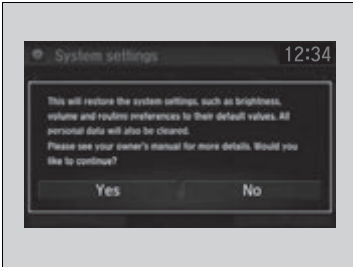 System settings
12:34
This will restore the system settings, such as brightness,
volume and routing preferences to their default values. All
personal data will also be cleared.
Please see your owner's manual for more details. Would you
like to continue?
Yes
No